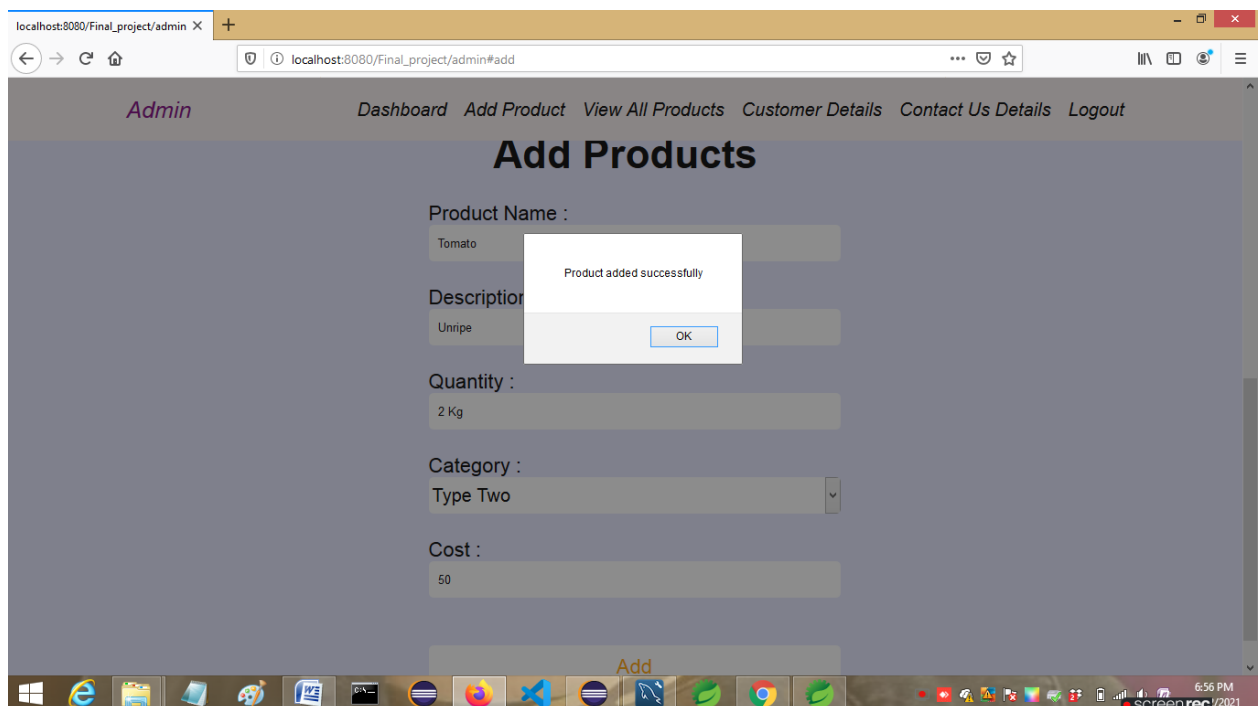 localhost:8080/Final_project/admin
localhost:8080/Final_project/admin#add
Admin Dashboard Add Product View All Products Customer Details Contact Us Details Logout
Add Products
Product Name :
Tomato
Product added successfully
Description
Unripe
OK
Quantity :
2 Kg
Category :
Type Two
Cost :
50
Add
6:56 PM
screenrec
/2021